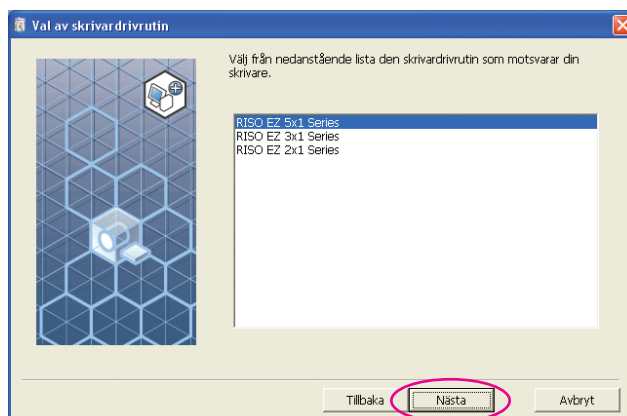 Val av skrivardrivrutin
Välj från nedanstående lista den skrivardrivrutin som motsvarar din
skrivare.
RISO EZ 5x1 Series
RISO EZ 3x1 Series
RISO EZ 2x1 Series
Tillbaka
Nästa
Avbryt